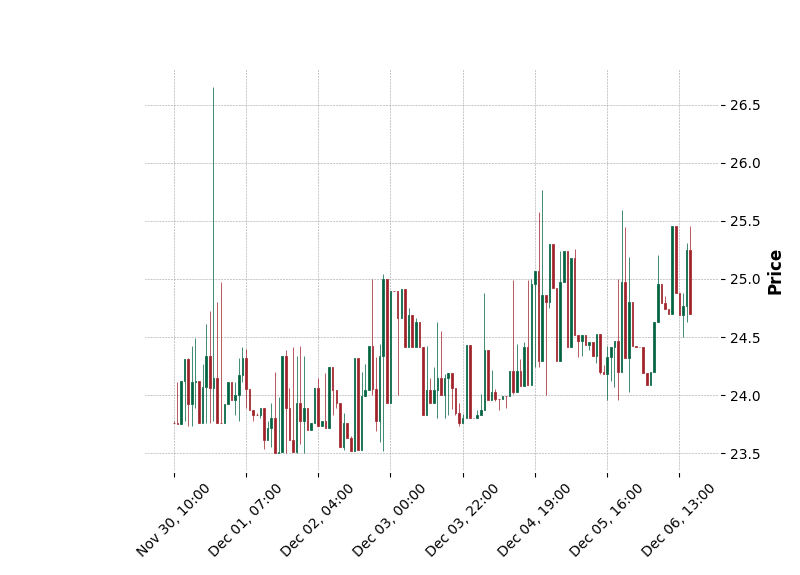 26.5
26.0
25.5
25.0
24.5
24.0
23.5
Price
Nov 30, 10:00
Dec 01, 07:00
Dec 02, 04:00
Dec 03, 00:00
Dec 03, 22:00
Dec 04, 19:00
Dec 05, 16:00
Dec 06, 13:00